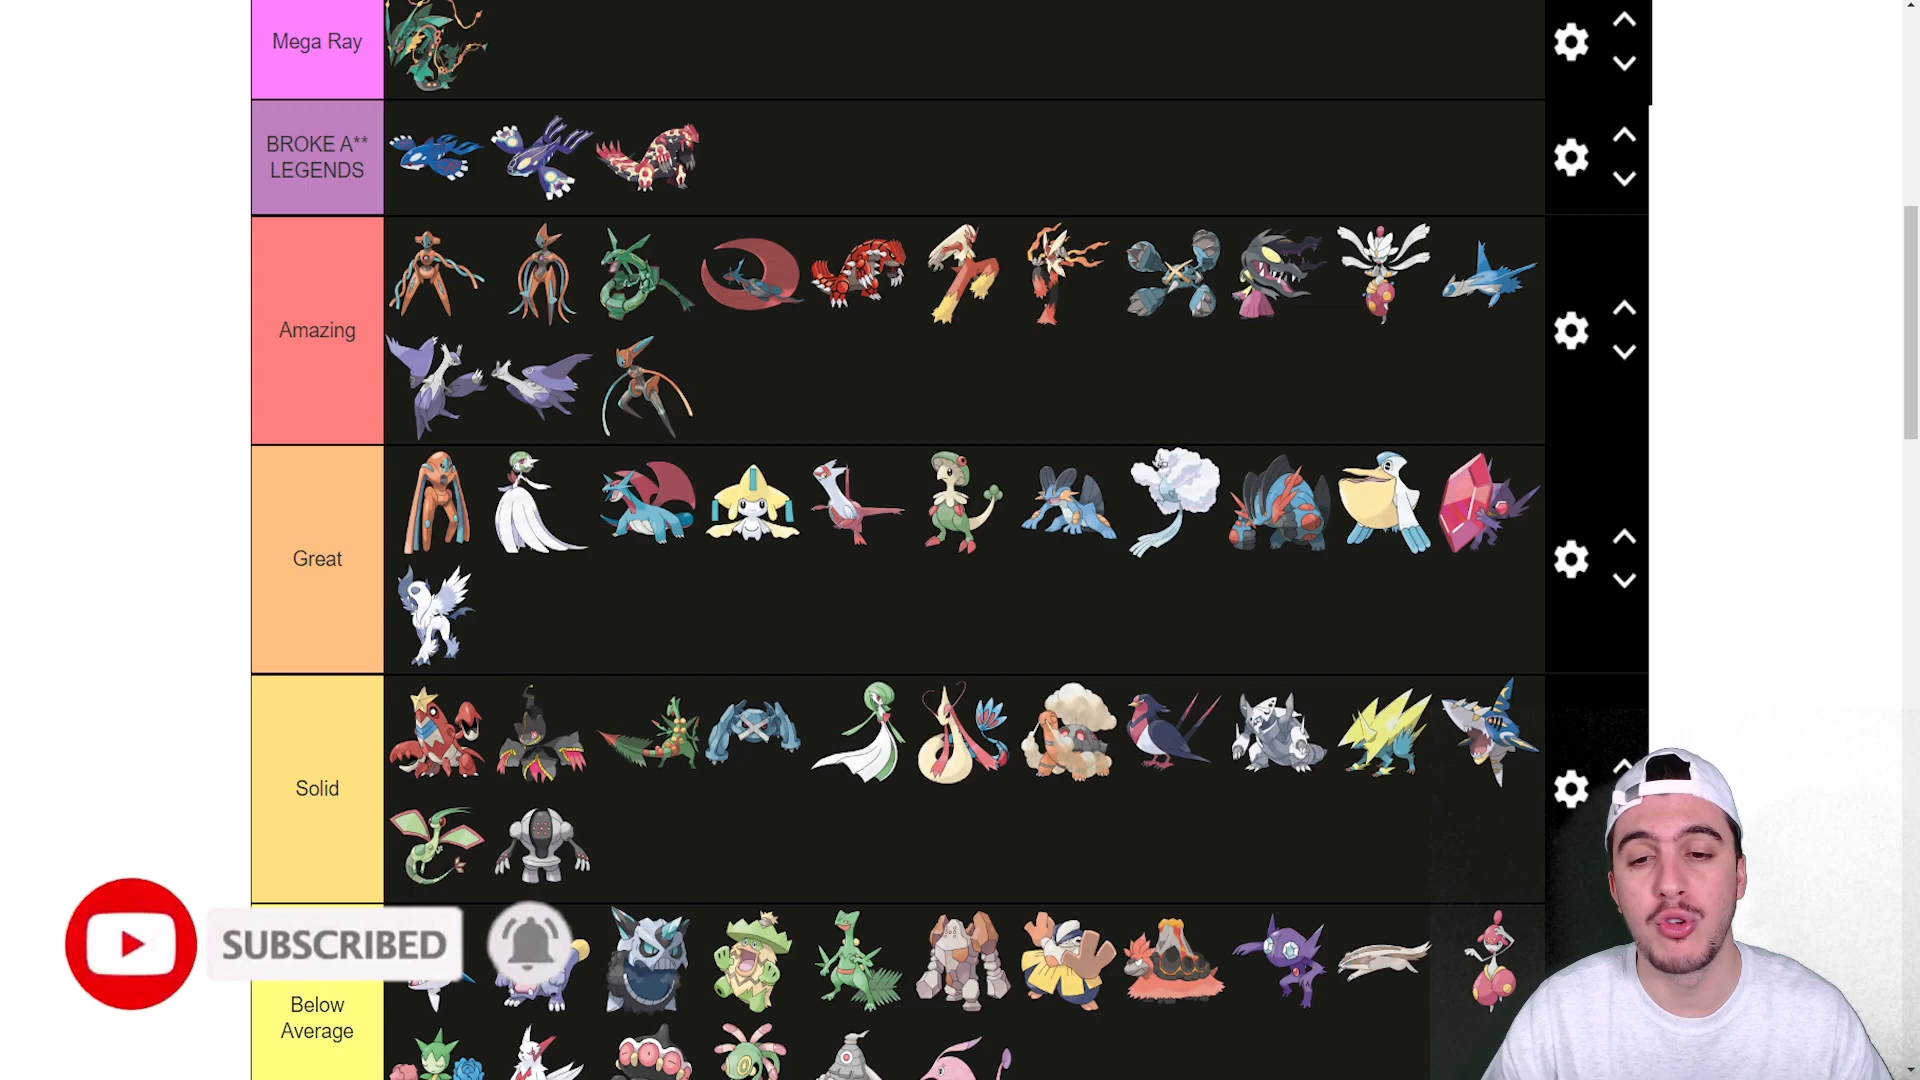 Mega Ray
BROKE A**
LEGENDS
Amazing
Great
Solid
SUBSCRIBED
Below
Average